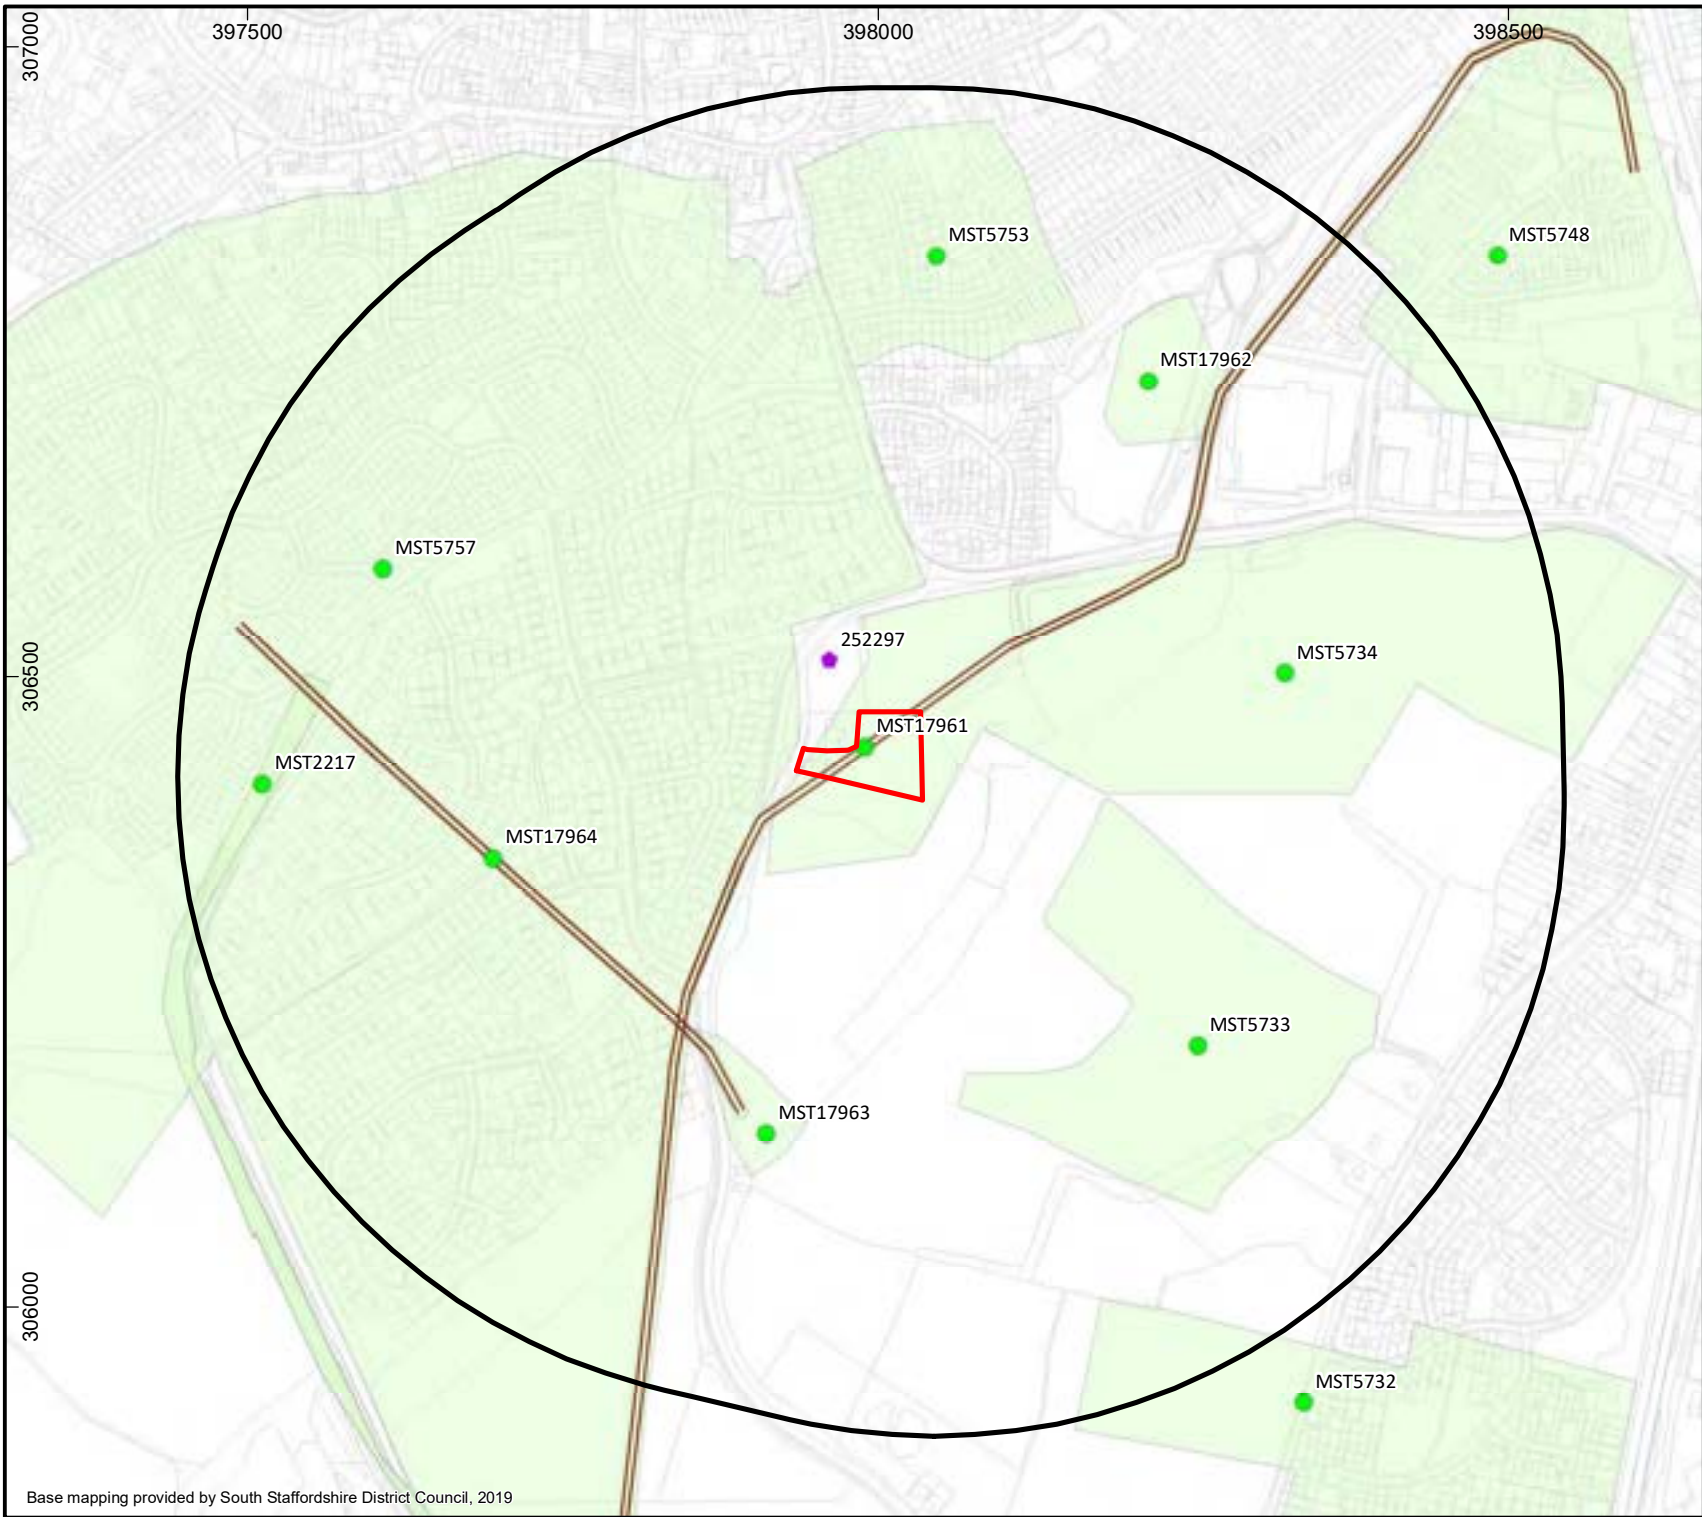 397500
398000
398500
307000
MST5753
MST5748
MST17962
MST5757
252297
MST5734
306500
MST17961
MST2217
MST17964
MST5733
MST17963
306000
MST5732
Base mapping provided by South Staffordshire District Council, 2019